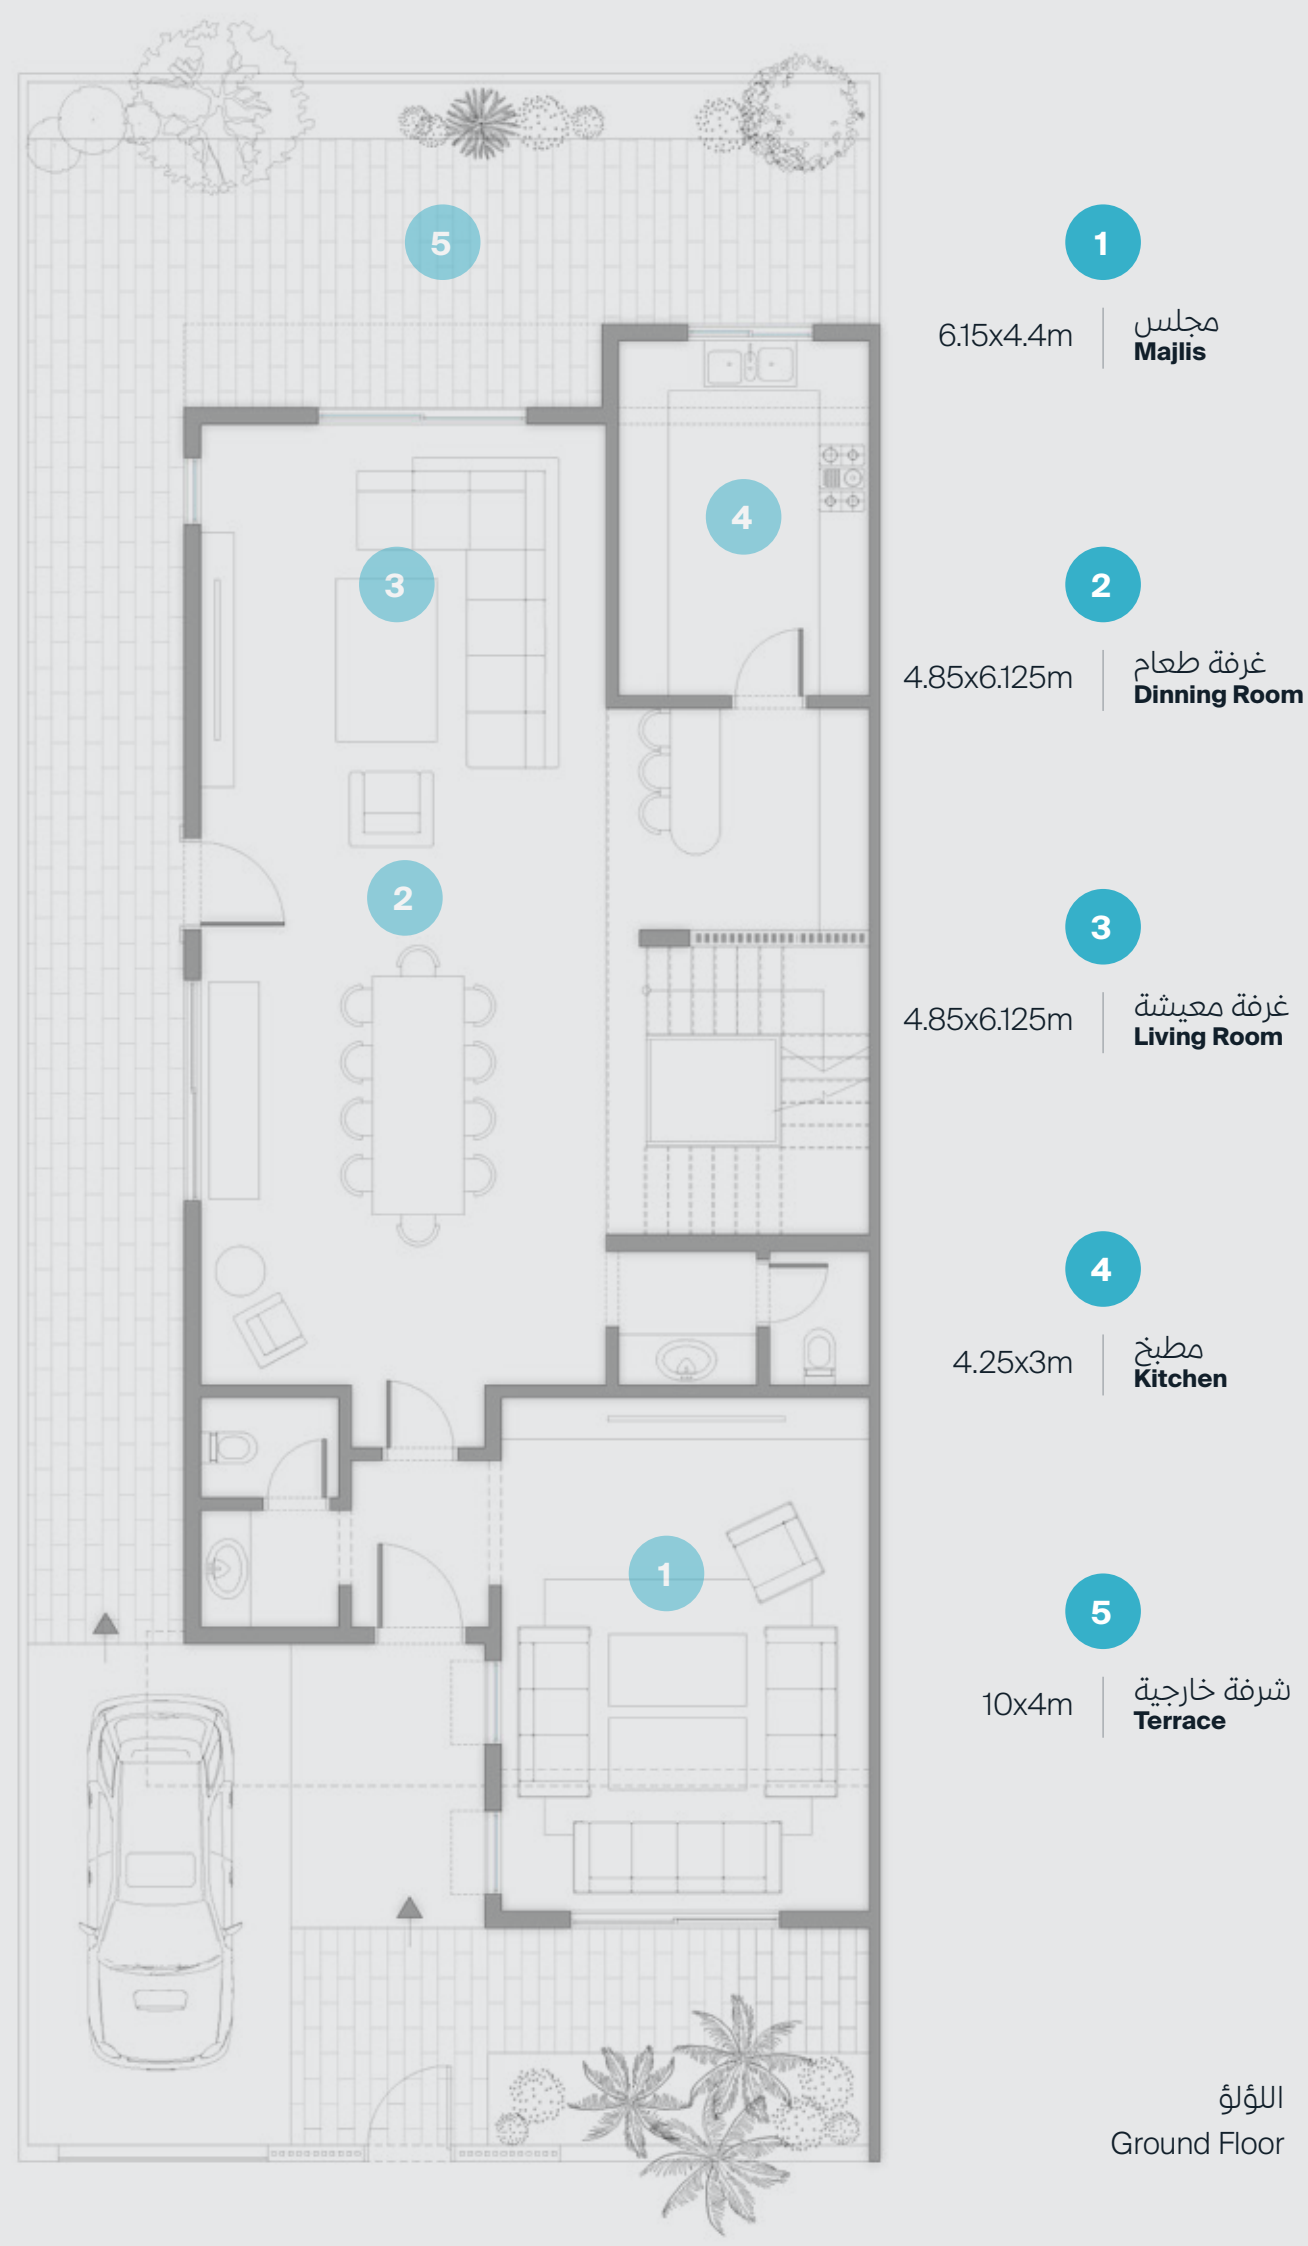 5
4
3
2
1
1
6.15x4.4m
مجلس
Majlis
2
4.85x6.125m
غرفة طعام
Dinning Room
3
4.85x6.125m
غرفة معيشة
Living Room
4
4.25x3m
مطبخ
Kitchen
5
10x4m
شرفة خارجية
Terrace
اللؤلؤ
Ground Floor